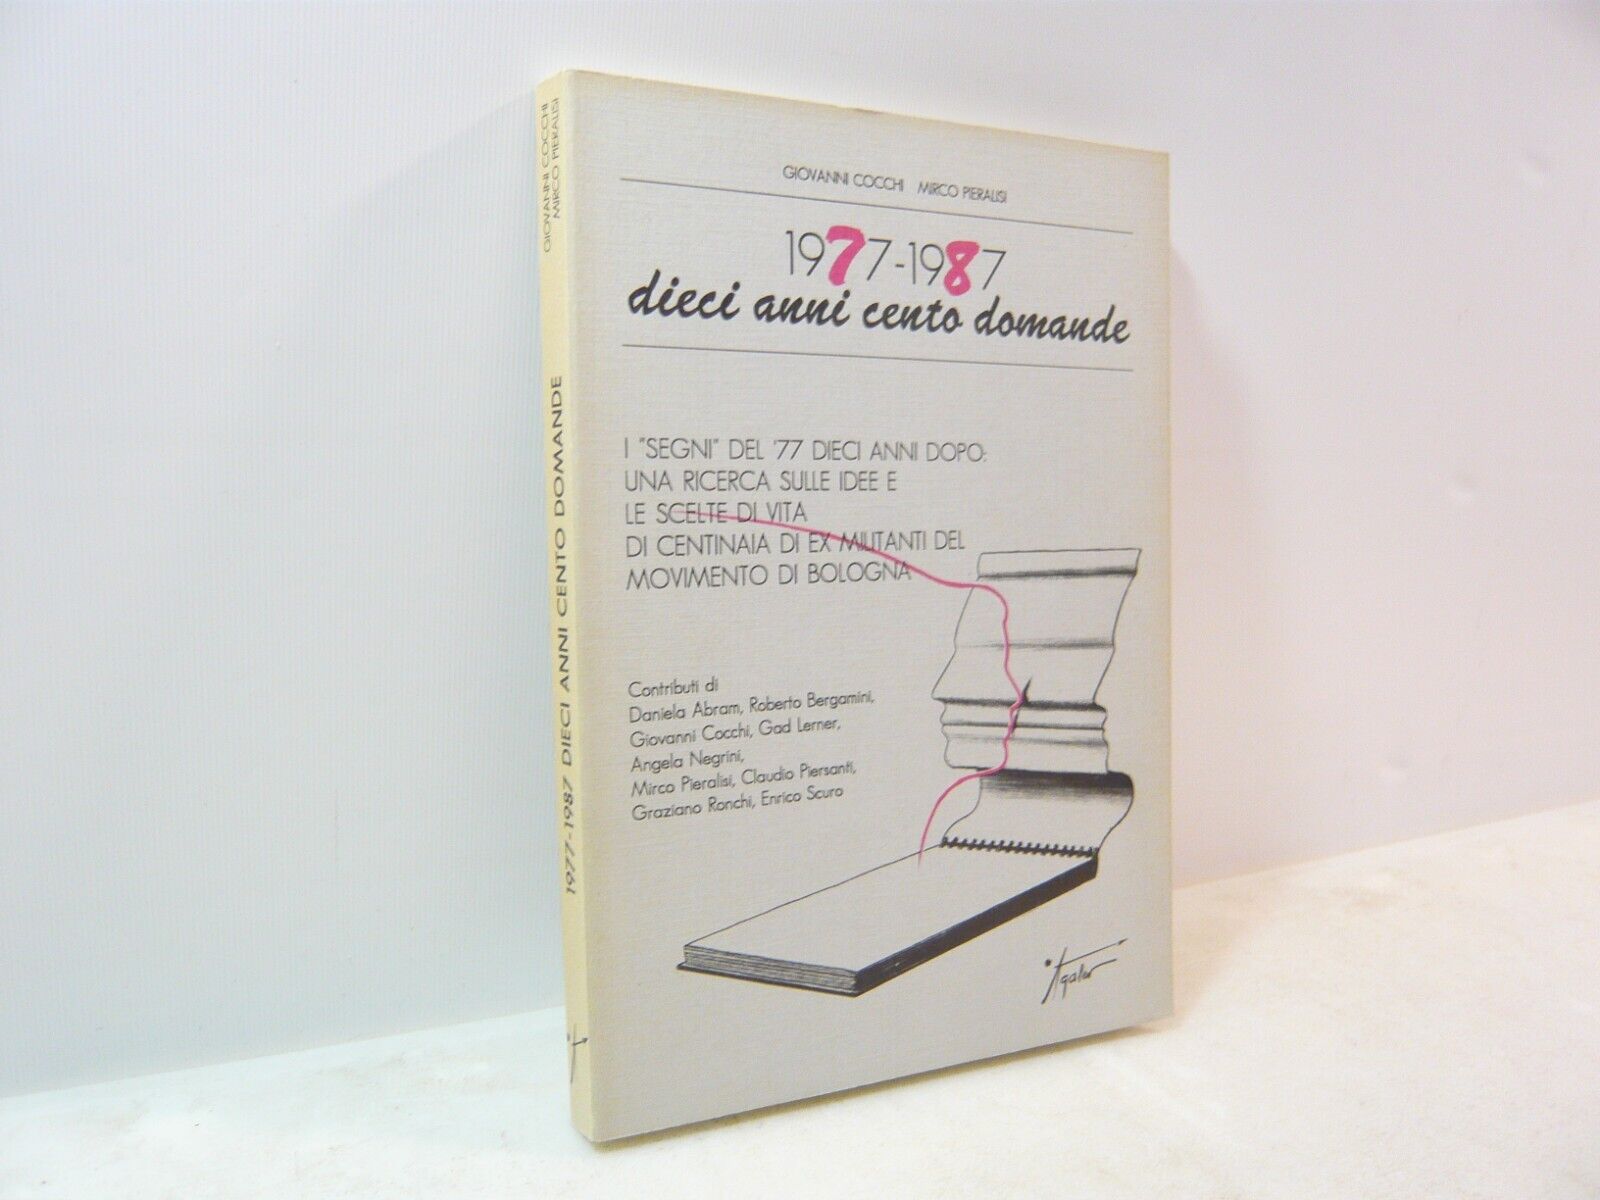 GIOVANNI COCCHI
MIRCO PIERALISI
1977-1987 DIECI ANNI CENTO DOMANDE
GIOVANNI COCCHI MIRCO PIERALISI
1977-1987
dieci anni cento domande
I "SEGNI" DEL '77 DIECI ANNI DOPO:
UNA RICERCA SULLE IDEE E
LE SCELTE DI VITA
DI CENTINAIA DI EX MILITANTI DEL
MOVIMENTO DI BOLOGNA
Contributi di
Daniela Abram, Roberto Bergamini,
Giovanni Cocchi, Gad Lerner,
Angela Negrini,
Mirco Pieralisi, Claudio Piersanti,
Graziano Ronchi, Enrico Scuro